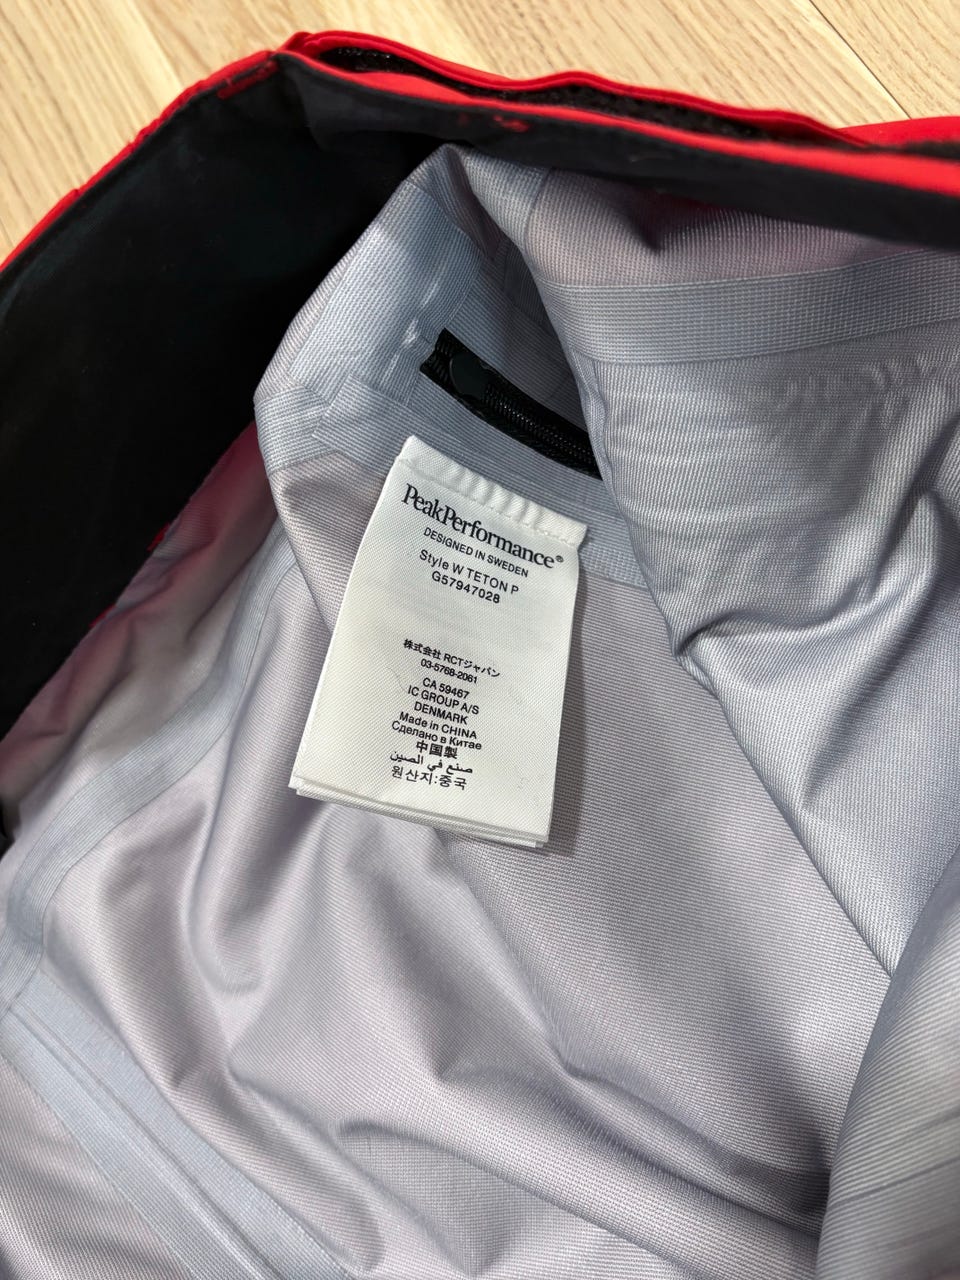 PeakPerformance®
DESIGNED IN SWEDEN
Style W TETON P
G57947028
株式会社 RCTジャパン
03-5768-2061
CA 59467
IC GROUP A/S
DENMARK
Made in CHINA
Сделано в Китае
中国製
صنع في الصين
원산지:중국